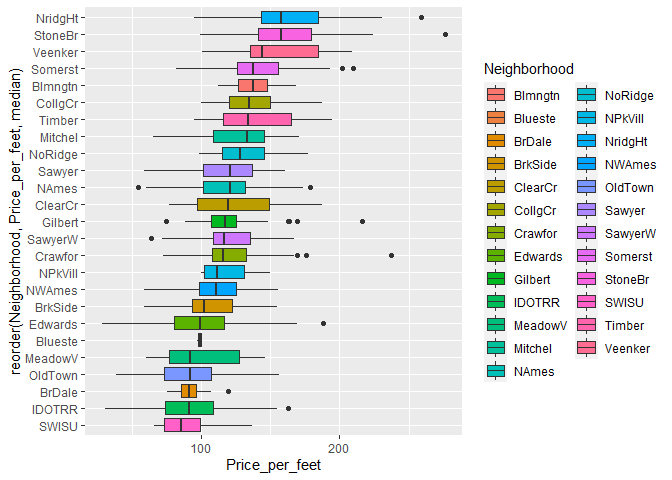 reorder(Neighborhood, Price_per_feet, median)
NridgHt
StoneBr
Veenker
Somerst
Blmngtn
CollgCr
Timber
Mitchel
NoRidge
Sawyer
NAmes
ClearCr
Gilbert
SawyerW
Crawfor
NPkVill
NWAmes
BrkSide
Edwards
Blueste
MeadowV
OldTown
BrDale
IDOTRR
SWISU
100 200
Price_per_feet
Neighborhood
Blmngtn
Blueste
BrDale
BrkSide
ClearCr
CollgCr
Crawfor
Edwards
Gilbert
IDOTRR
MeadowV
Mitchel
NAmes
NoRidge
NPkVill
NridgHt
NWAmes
OldTown
Sawyer
SawyerW
Somerst
StoneBr
SWISU
Timber
Veenker